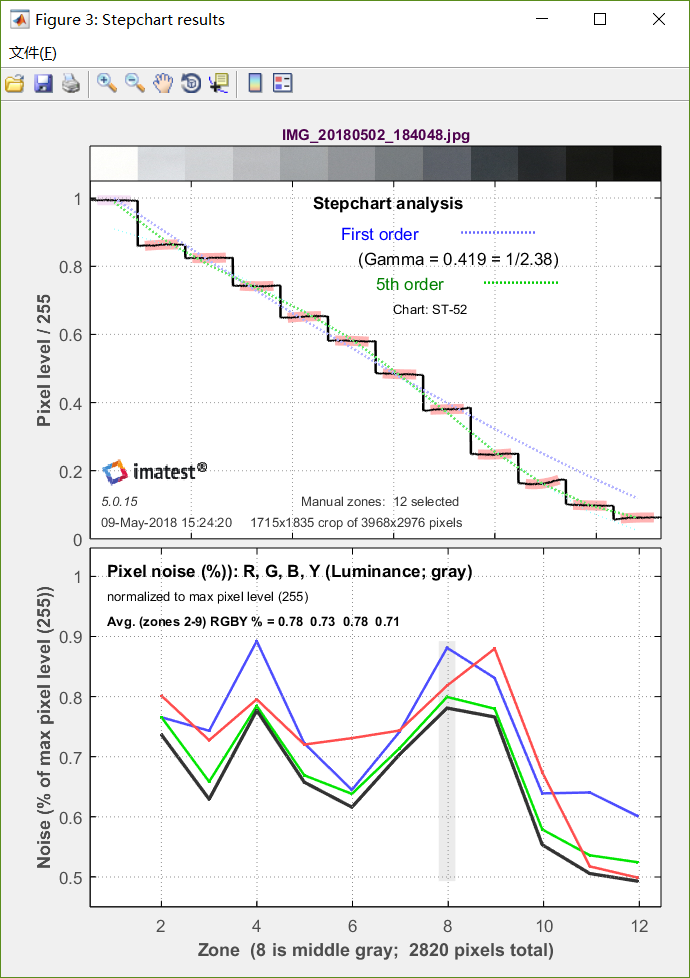 Figure 3: Stepchart results
文件(F)
IMG_20180502_184048.jpg
Stepchart analysis
First order
(Gamma = 0.419 = 1/2.38)
5th order
Chart: ST-52
Pixel level / 255
1
0.8
0.6
0.4
0.2
0
imatest®
5.0.15
Manual zones: 12 selected
09-May-2018 15:24:20 1715x1835 crop of 3968x2976 pixels
Pixel noise (%)): R, G, B, Y (Luminance; gray)
normalized to max pixel level (255)
Avg. (zones 2-9) RGBY % = 0.78 0.73 0.78 0.71
Noise (% of max pixel level (255))
1
0.9
0.8
0.7
0.6
0.5
2 4 6 8 10 12
Zone (8 is middle gray; 2820 pixels total)